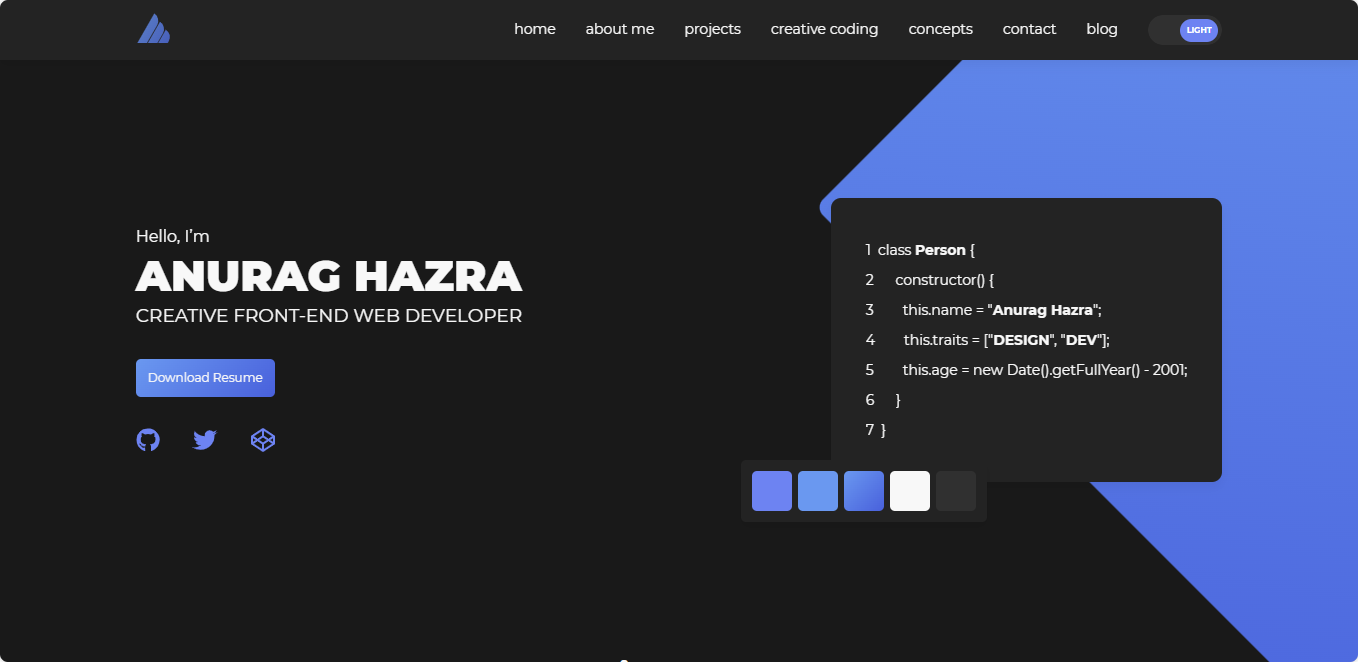 home about me projects creative coding concepts contact blog LIGHT
Hello, I’m
ANURAG HAZRA
CREATIVE FRONT-END WEB DEVELOPER
Download Resume
1 class Person {
2 constructor() {
3 this.name = "Anurag Hazra";
4 this.traits = ["DESIGN", "DEV"];
5 this.age = new Date().getFullYear() - 2001;
6 }
7 }